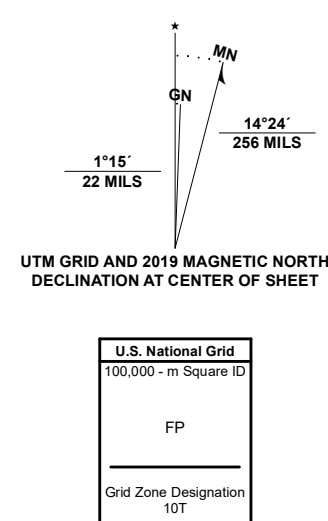 ★
MN
GN
14°24´
256 MILS
1°15´
22 MILS
UTM GRID AND 2019 MAGNETIC NORTH
DECLINATION AT CENTER OF SHEET
U.S. National Grid
100,000 - m Square ID
FP
Grid Zone Designation
10T